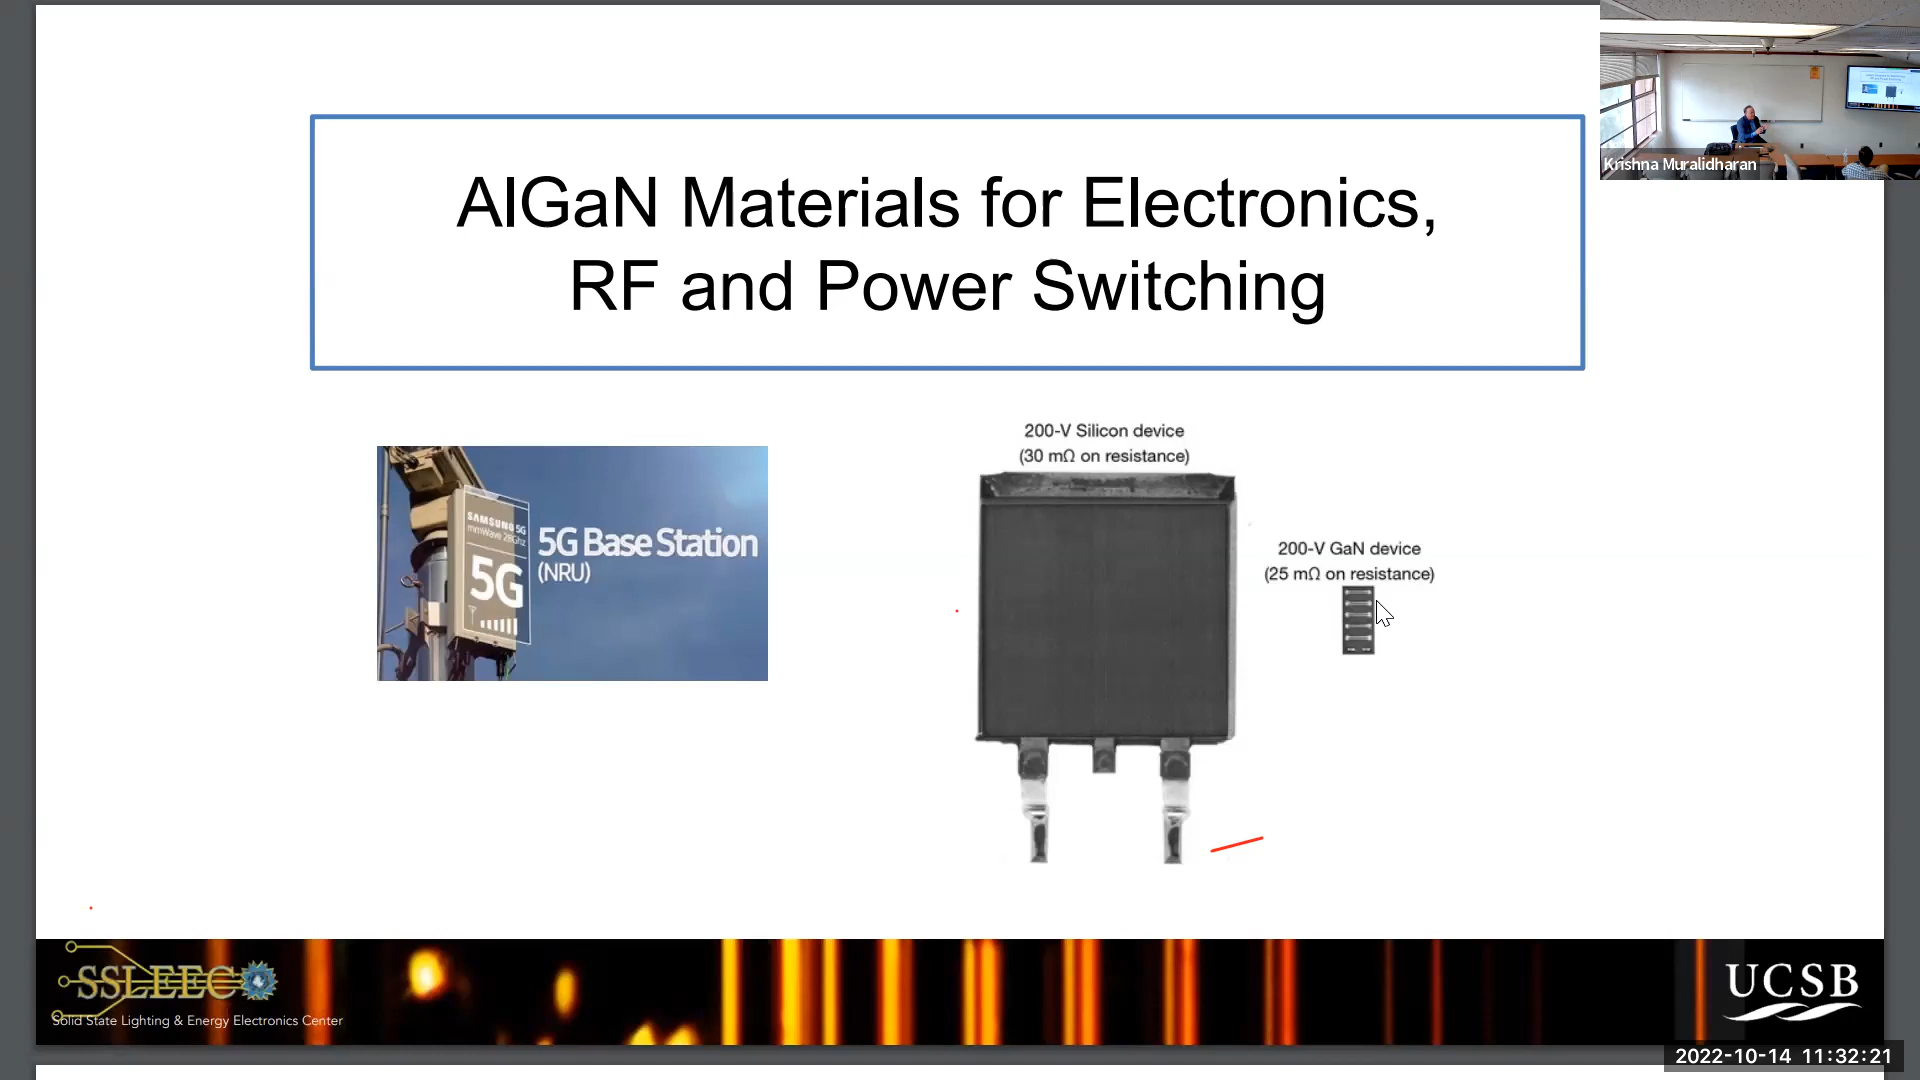 AlGaN Materials for Electronics,
RF and Power Switching
Krishna Muralidharan
200-V Silicon device
(30 mΩ on resistance)
200-V GaN device
(25 mΩ on resistance)
SAMSUNG 5G
mmWave 28Ghz
5G
5G Base Station
(NRU)
SSLEEC
Solid State Lighting & Energy Electronics Center
UCSB
2022-10-14 11:32:21